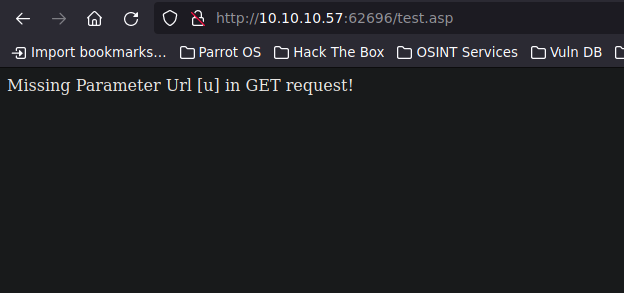 http://10.10.10.57:62696/test.asp
Import bookmarks... Parrot OS Hack The Box OSINT Services Vuln DB
Missing Parameter Url [u] in GET request!